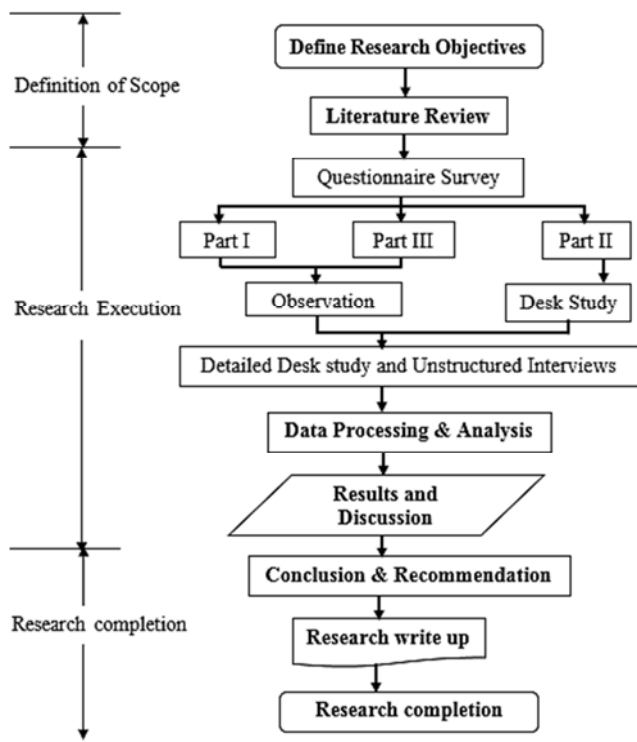 Define Research Objectives
Definition of Scope
Literature Review
Questionnaire Survey
Part I
Part III
Part II
Research Execution
Observation
Desk Study
Detailed Desk study and Unstructured Interviews
Data Processing & Analysis
Results and
Discussion
Conclusion & Recommendation
Research completion
Research write up
Research completion